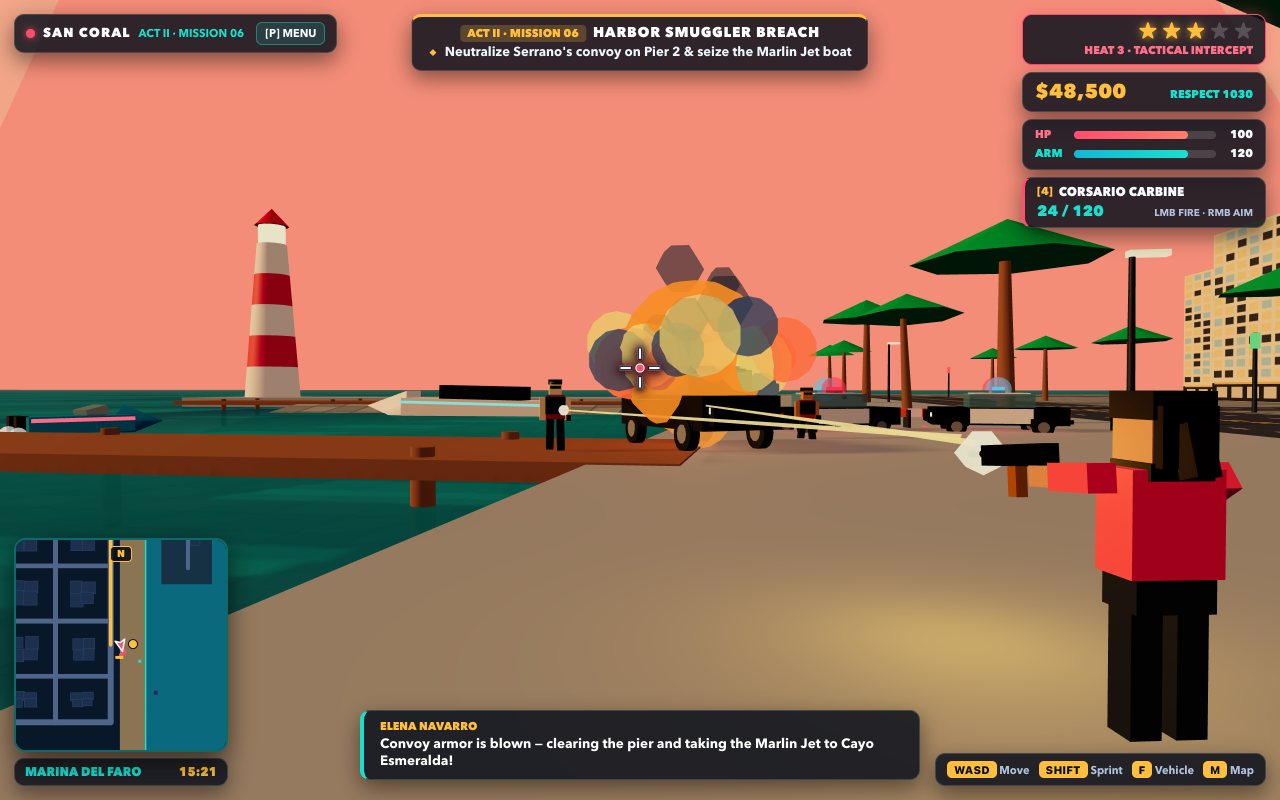 SAN CORAL ACT II · MISSION 06 [P] MENU
ACT II · MISSION 06 HARBOR SMUGGLER BREACH
Neutralize Serrano's convoy on Pier 2 & seize the Marlin Jet boat
HEAT 3 · TACTICAL INTERCEPT
$48,500 RESPECT 1030
HP 100
ARM 120
[4] CORSARIO CARBINE
24 / 120 LMB FIRE · RMB AIM
N
MARINA DEL FARO 15:21
ELENA NAVARRO
Convoy armor is blown — clearing the pier and taking the Marlin Jet to Cayo
Esmeralda!
WASD Move SHIFT Sprint F Vehicle M Map